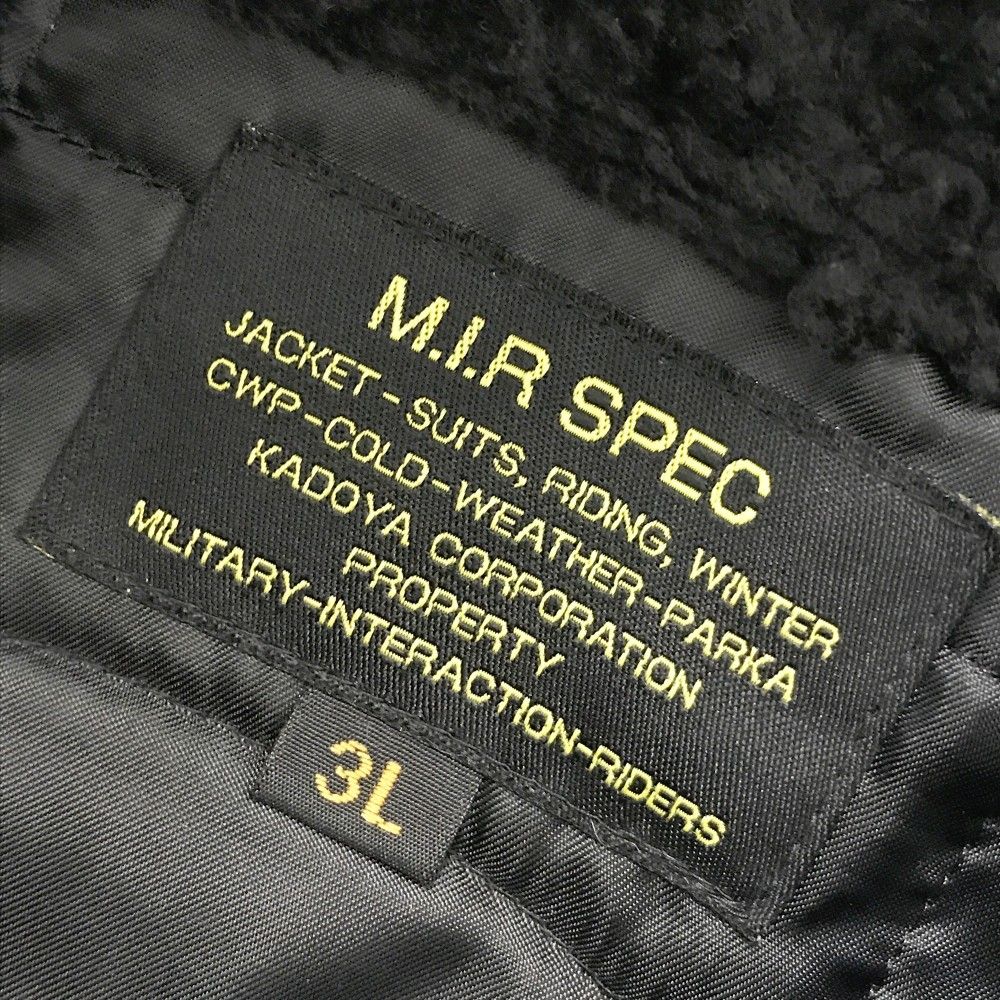 M.I.R SPEC
JACKET-SUITS, RIDING, WINTER
CWP-COLD-WEATHER-PARKA
KADOYA CORPORATION
PROPERTY
MILITARY-INTERACTION-RIDERS
3L